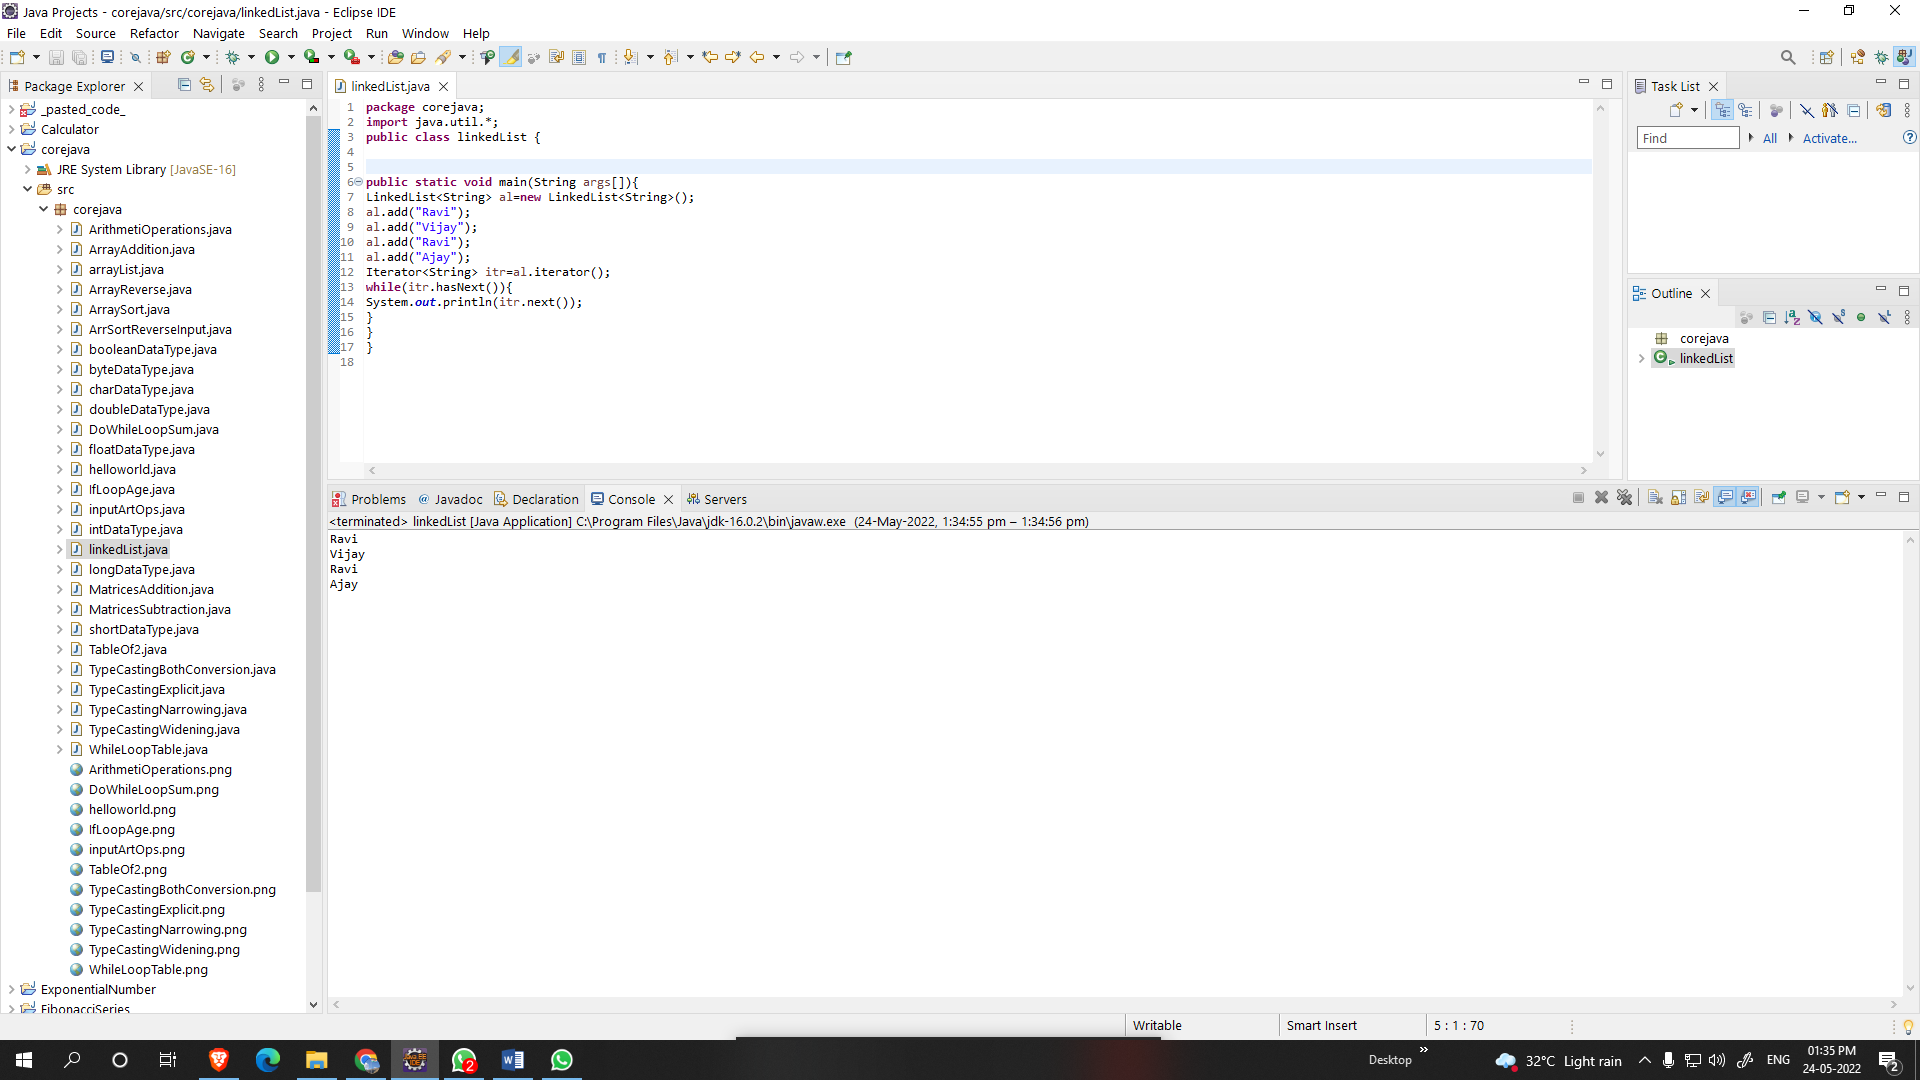 Java Projects - corejava/src/corejava/linkedList.java - Eclipse IDE
File Edit Source Refactor Navigate Search Project Run Window Help
Package Explorer
_pasted_code_
Calculator
corejava
JRE System Library [JavaSE-16]
src
corejava
ArithmetiOperations.java
ArrayAddition.java
arrayList.java
ArrayReverse.java
ArraySort.java
ArrSortReverseInput.java
booleanDataType.java
byteDataType.java
charDataType.java
doubleDataType.java
DoWhileLoopSum.java
floatDataType.java
helloworld.java
IfLoopAge.java
inputArtOps.java
intDataType.java
linkedList.java
longDataType.java
MatricesAddition.java
MatricesSubtraction.java
shortDataType.java
TableOf2.java
TypeCastingBothConversion.java
TypeCastingExplicit.java
TypeCastingNarrowing.java
TypeCastingWidening.java
WhileLoopTable.java
ArithmetiOperations.png
DoWhileLoopSum.png
helloworld.png
IfLoopAge.png
inputArtOps.png
TableOf2.png
TypeCastingBothConversion.png
TypeCastingExplicit.png
TypeCastingNarrowing.png
TypeCastingWidening.png
WhileLoopTable.png
ExponentialNumber
FibonacciSeries
linkedList.java
1 package corejava;
2 import java.util.*;
3 public class linkedList {
4
5
6 public static void main(String args[]){
7 LinkedList<String> al=new LinkedList<String>();
8 al.add("Ravi");
9 al.add("Vijay");
10 al.add("Ravi");
11 al.add("Ajay");
12 Iterator<String> itr=al.iterator();
13 while(itr.hasNext()){
14 System.out.println(itr.next());
15 }
16 }
17 }
18
Problems Javadoc Declaration Console Servers
<terminated> linkedList [Java Application] C:\Program Files\Java\jdk-16.0.2\bin\javaw.exe (24-May-2022, 1:34:55 pm – 1:34:56 pm)
Ravi
Vijay
Ravi
Ajay
Task List
Find All Activate...
Outline
corejava
linkedList
Writable Smart Insert 5 : 1 : 70
2 Desktop 32°C Light rain ENG 01:35 PM
24-05-2022 2